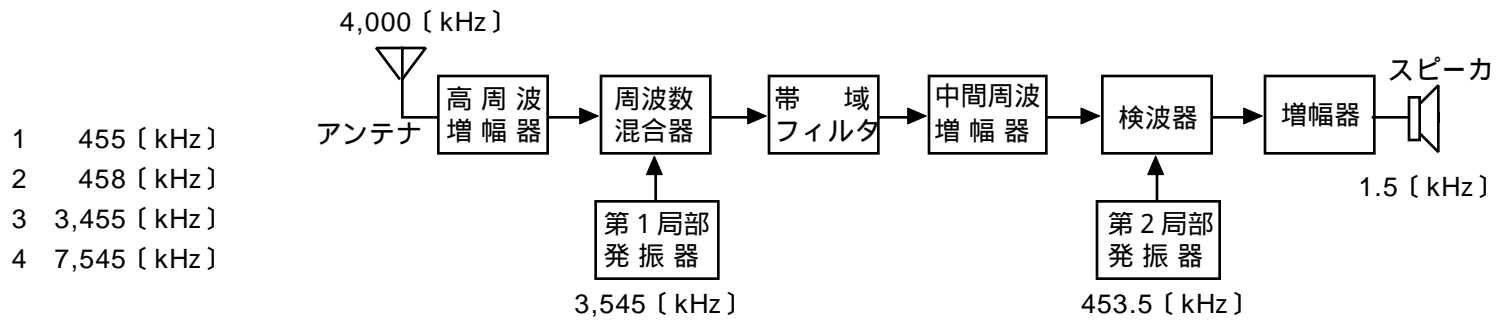 4,000〔kHz〕
アンテナ
高周波
増幅器
周波数
混合器
帯域
フィルタ
中間周波
増幅器
検波器
増幅器
スピーカ
1.5〔kHz〕
第1局部
発振器
3,545〔kHz〕
第2局部
発振器
453.5〔kHz〕
1 455〔kHz〕
2 458〔kHz〕
3 3,455〔kHz〕
4 7,545〔kHz〕